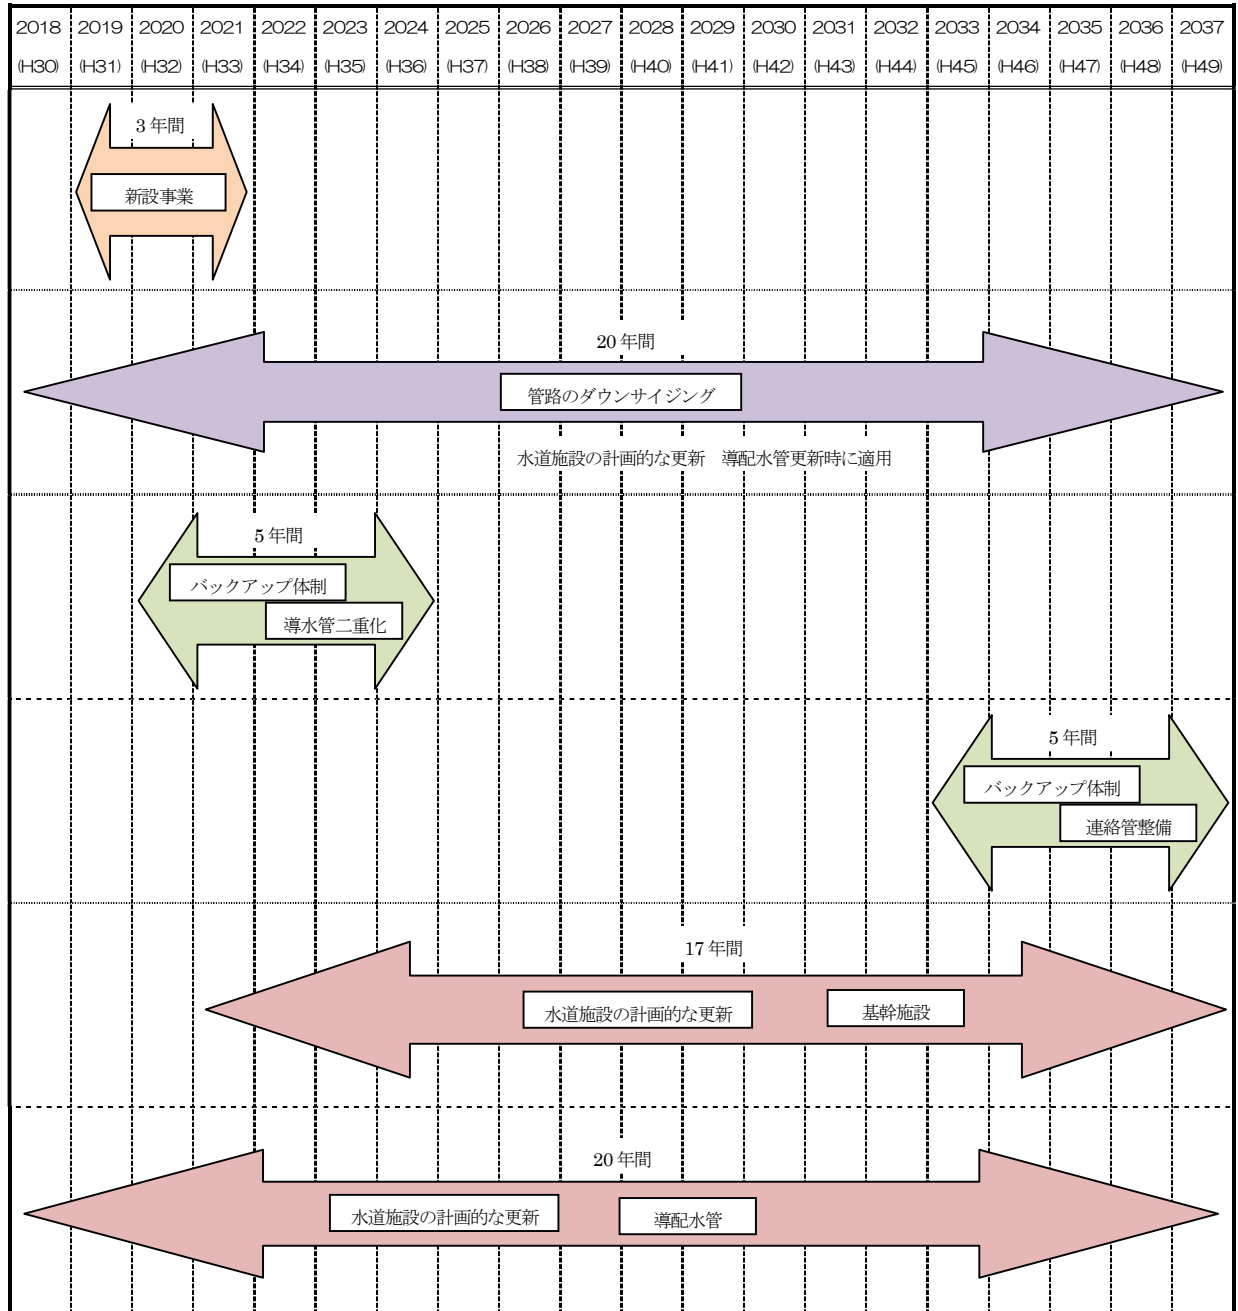 2018 2019 2020 2021 2022 2023 2024 2025 2026 2027 2028 2029 2030 2031 2032 2033 2034 2035 2036 2037
(H30) (H31) (H32) (H33) (H34) (H35) (H36) (H37) (H38) (H39) (H40) (H41) (H42) (H43) (H44) (H45) (H46) (H47) (H48) (H49)
3 年間
新設事業
20 年間
管路のダウンサイジング
水道施設の計画的な更新 導配水管更新時に適用
5 年間
バックアップ体制
導水管二重化
5 年間
バックアップ体制
連絡管整備
17 年間
水道施設の計画的な更新 基幹施設
20 年間
水道施設の計画的な更新 導配水管